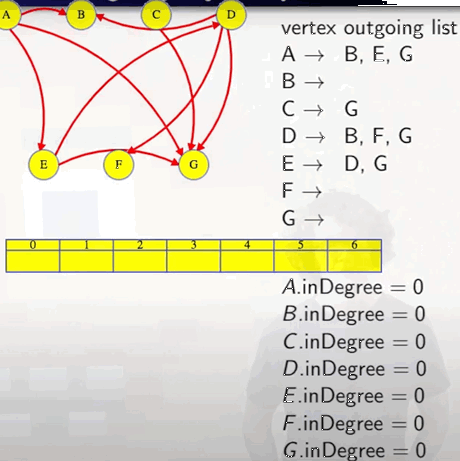 A B C D
E F G
0 1 2 3 4 5 6
vertex outgoing list
A → B, E, G
B →
C → G
D → B, F, G
E → D, G
F →
G →
A.inDegree = 0
B.inDegree = 0
C.inDegree = 0
D.inDegree = 0
E.inDegree = 0
F.inDegree = 0
G.inDegree = 0